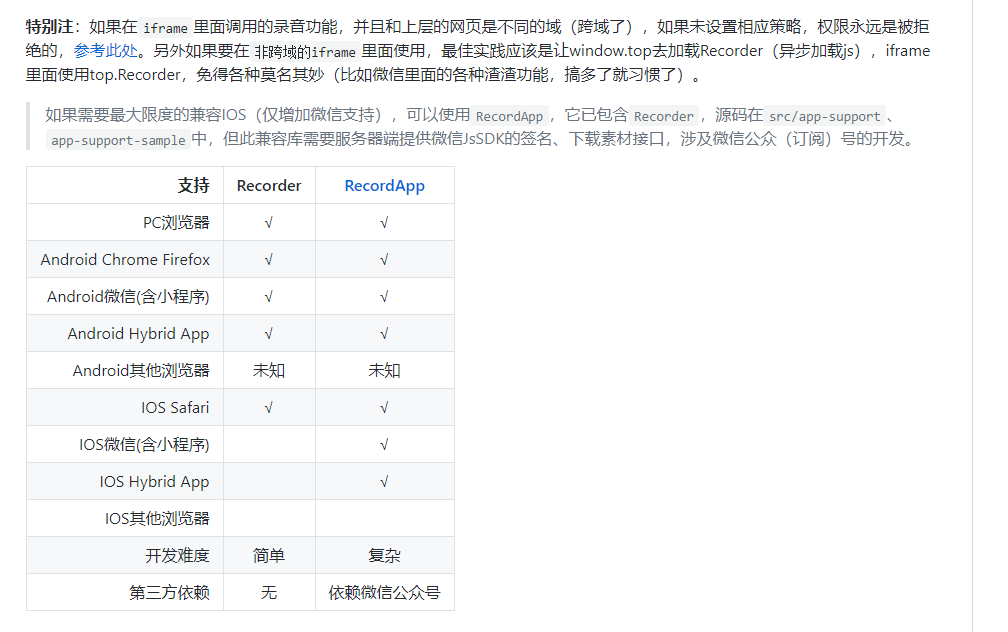 特别注：如果在 iframe 里面调用的录音功能，并且和上层的网页是不同的域（跨域了），如果未设置相应策略，权限永远是被拒
绝的，参考此处。另外如果要在 非跨域的iframe 里面使用，最佳实践应该是让window.top去加载Recorder（异步加载js），iframe
里面使用top.Recorder，免得各种莫名其妙（比如微信里面的各种渣渣功能，搞多了就习惯了）。
如果需要最大限度的兼容IOS（仅增加微信支持），可以使用 RecordApp ，它已包含 Recorder ，源码在 src/app-support 、
app-support-sample 中，但此兼容库需要服务器端提供微信JsSDK的签名、下载素材接口，涉及微信公众（订阅）号的开发。
支持 Recorder RecordApp
PC浏览器 √ √
Android Chrome Firefox √ √
Android微信(含小程序) √ √
Android Hybrid App √ √
Android其他浏览器 未知 未知
IOS Safari √ √
IOS微信(含小程序) √
IOS Hybrid App √
IOS其他浏览器
开发难度 简单 复杂
第三方依赖 无 依赖微信公众号